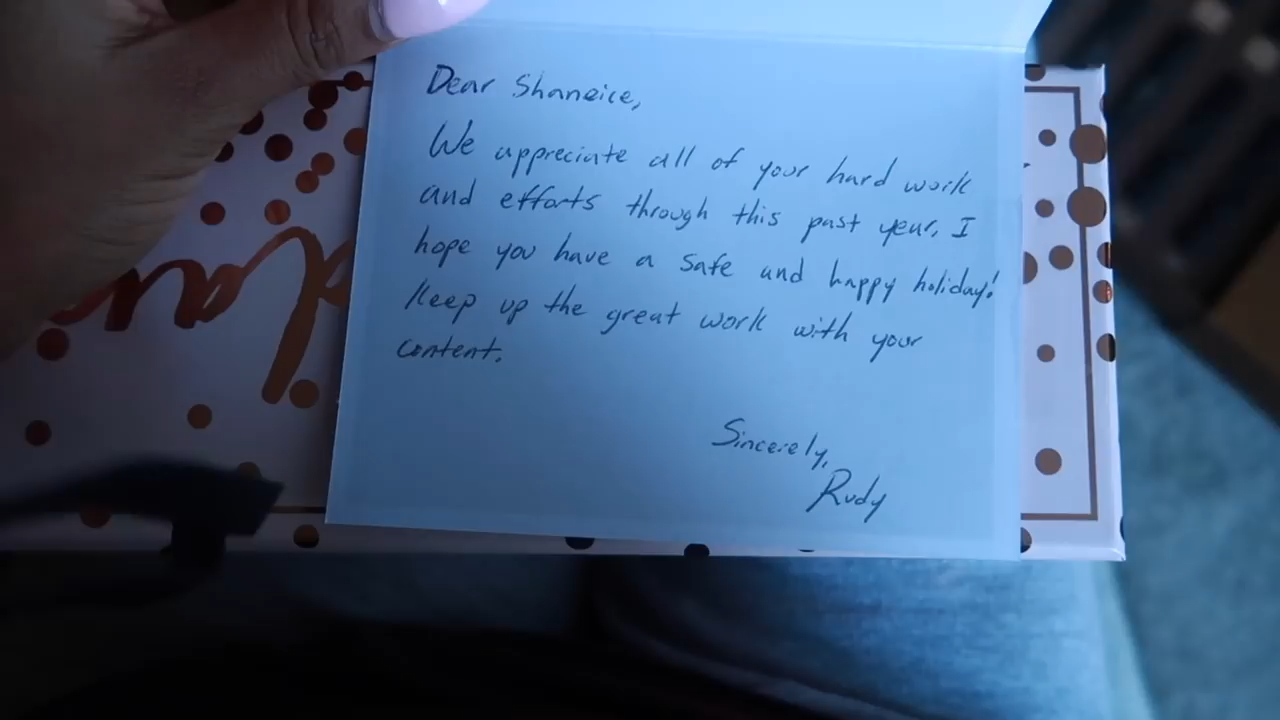 Dear Shaneice,
We appreciate all of your hard work
and efforts through this past year. I
hope you have a safe and happy holiday!
Keep up the great work with your
content.
Sincerely,
Rudy